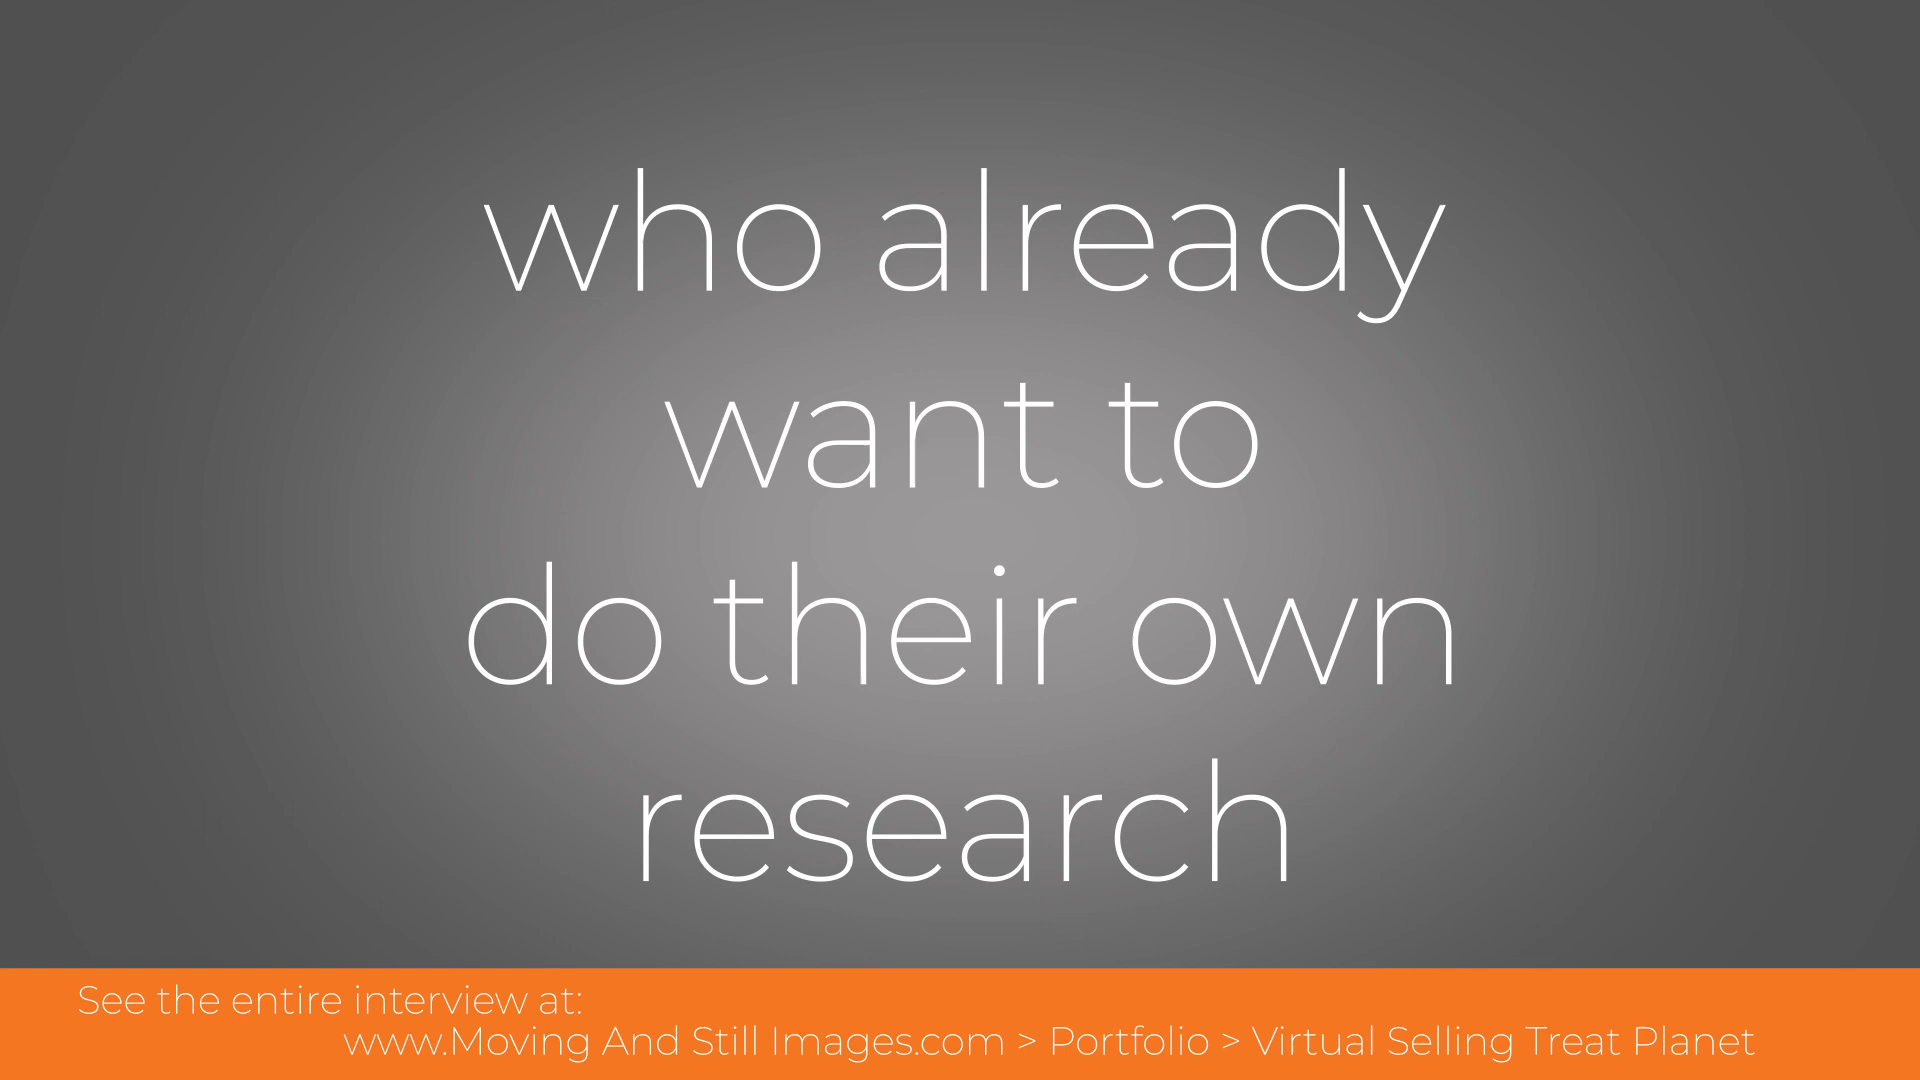 who already
want to
do their own
research
See the entire interview at:
www.Moving And Still Images.com > Portfolio > Virtual Selling Treat Planet